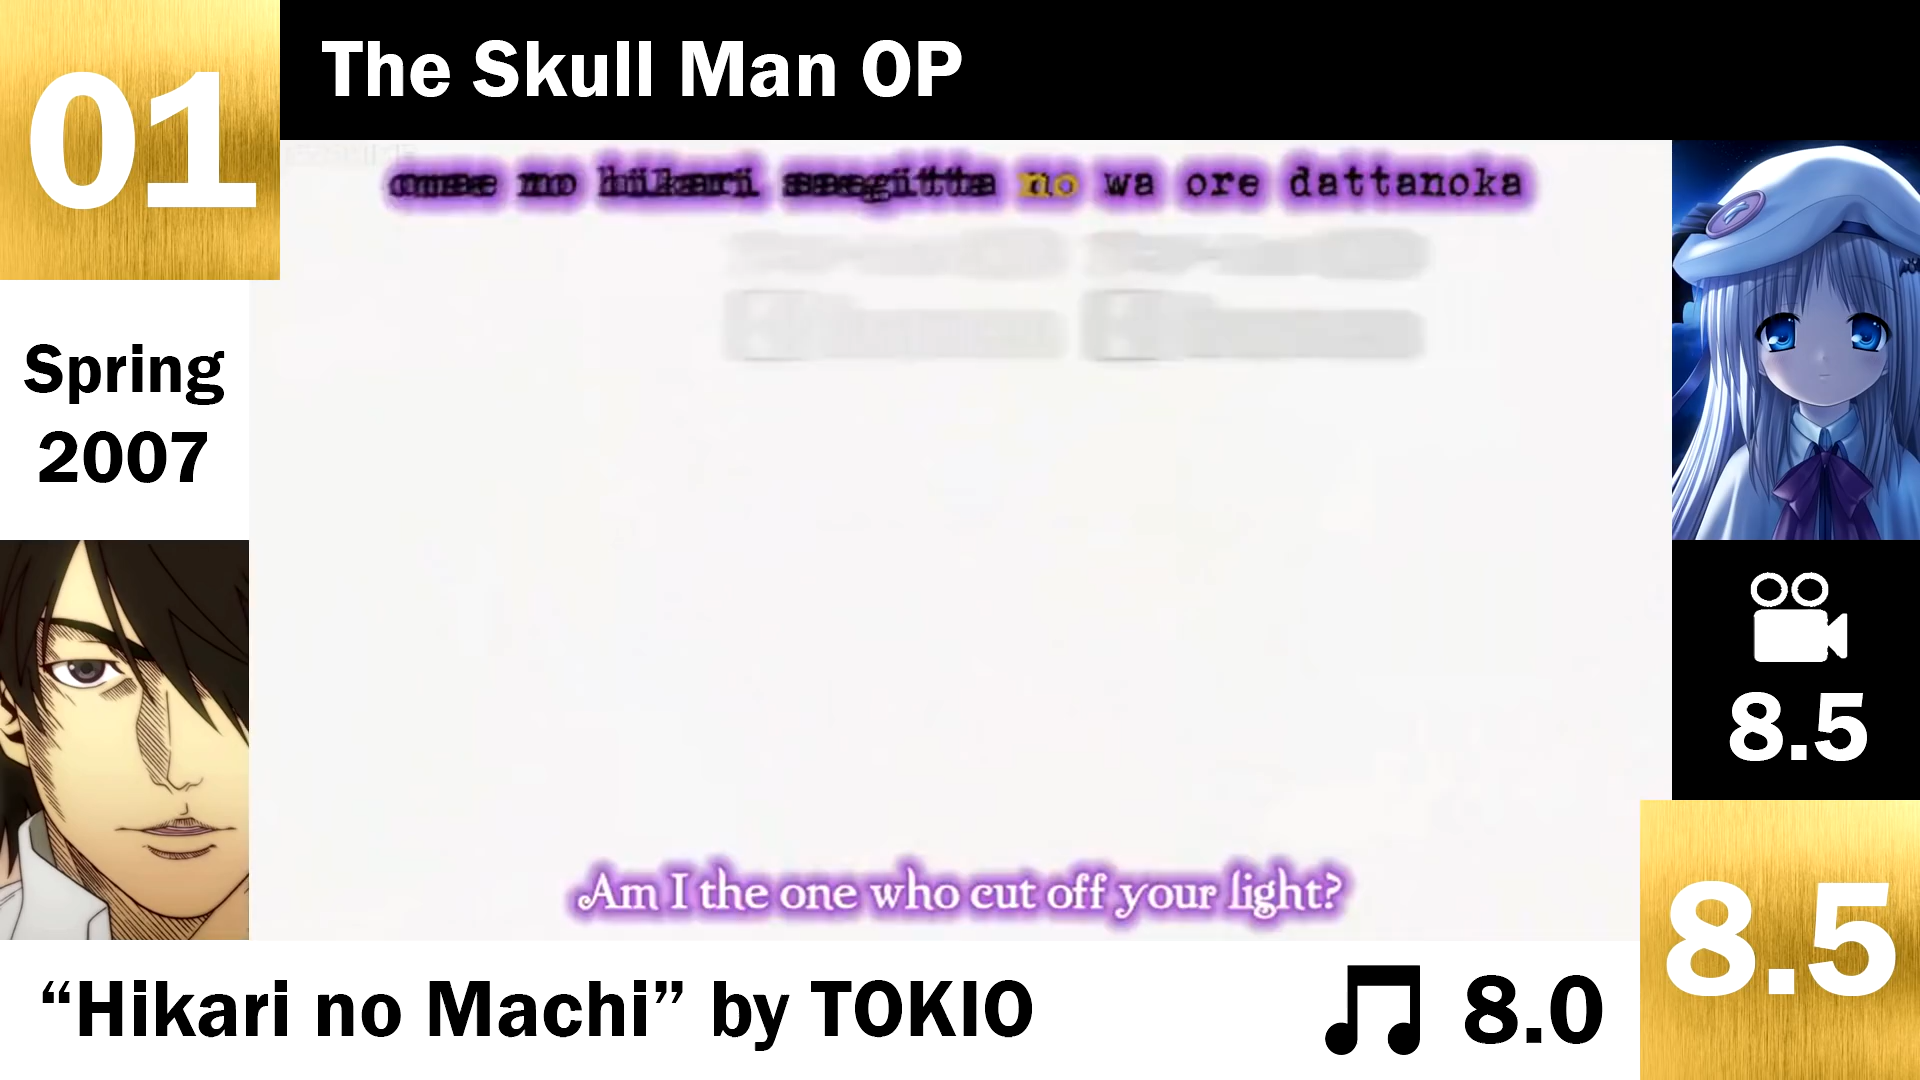 01
The Skull Man OP
omae no hikari saegitta no wa ore dattanoka
Spring
2007
8.5
Am I the one who cut off your light?
8.5
“Hikari no Machi” by TOKIO
8.0